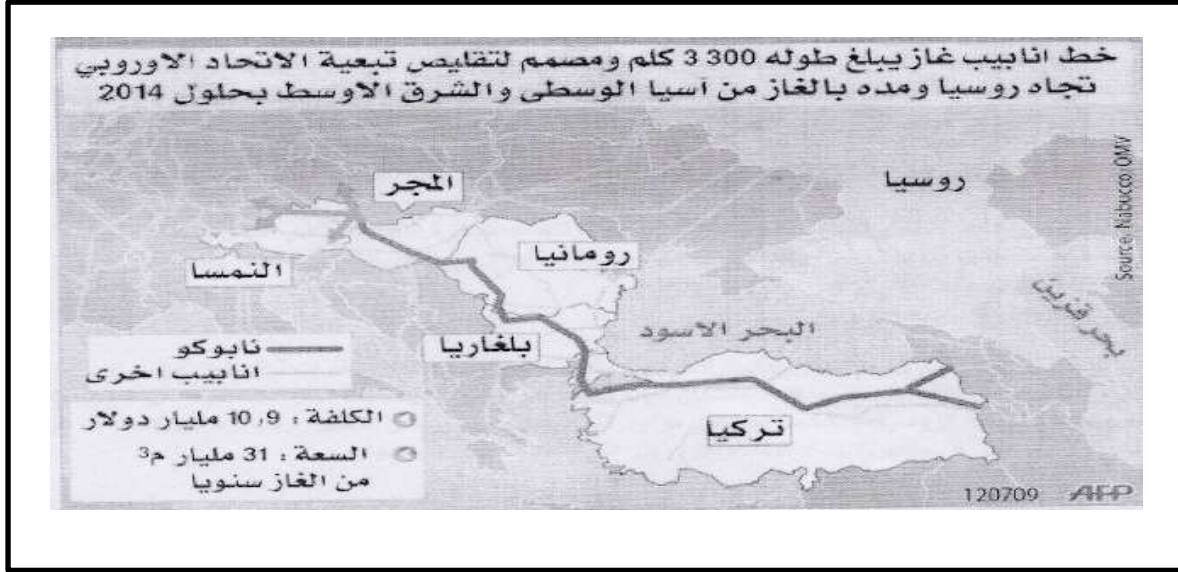 خط انابيب غاز يبلغ طوله 300 3 كلم ومصمم لتقليص تبعية الاتحاد الاوروبي
تجاه روسيا ومده بالغاز من آسيا الوسطى والشرق الاوسط بحلول 2014
روسيا
المجر
Source: Nabucco/OMV
رومانيا
النمسا
بحر قزوين
البحر الاسود
بلغاريا
نابوكو
انابيب اخرى
تركيا
الكلفة : 10,9 مليار دولار
السعة : 31 مليار م³
من الغاز سنويا
120709 AFP